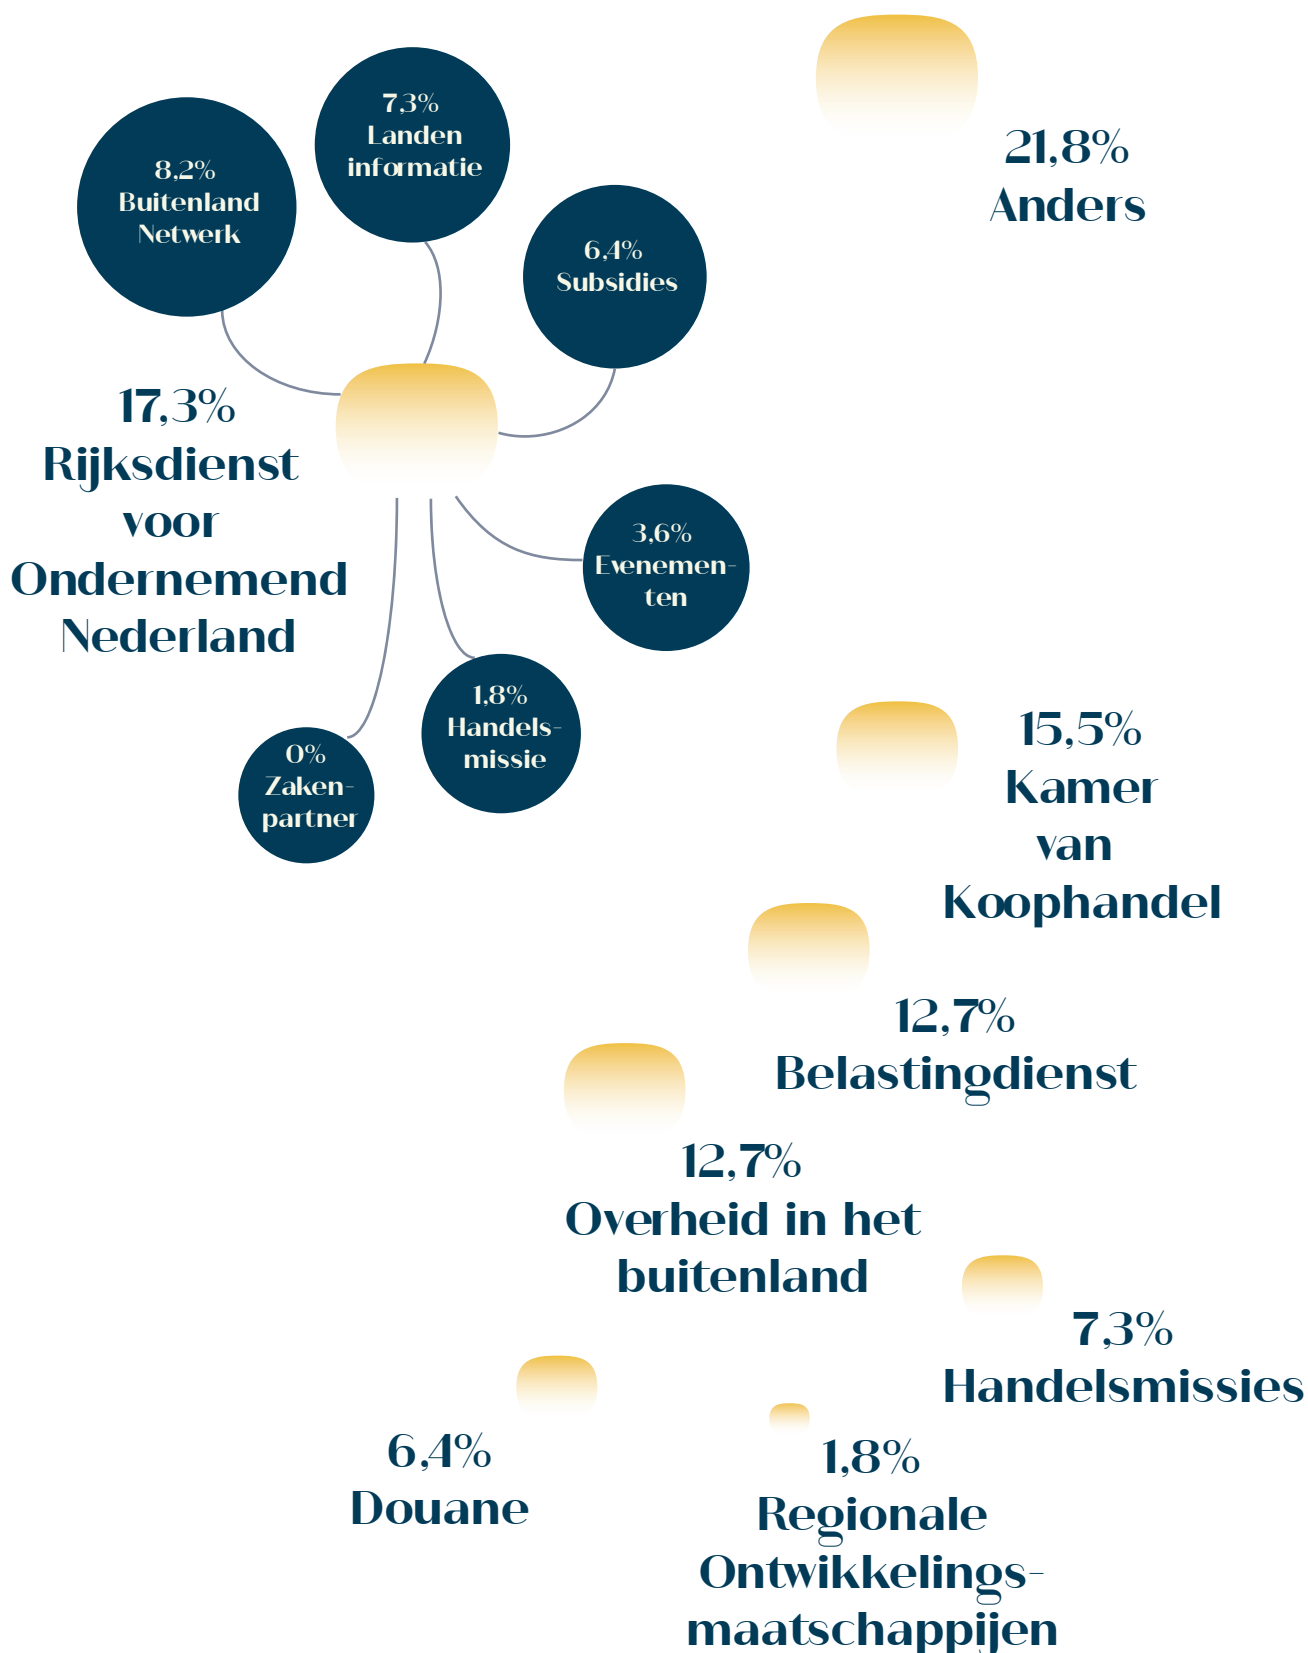 7,3%
Landen
informatie
8,2%
Buitenland
Netwerk
6,4%
Subsidies
21,8%
Anders
17,3%
Rijksdienst
voor
Ondernemend
Nederland
3,6%
Evenemen-
ten
1,8%
Handels-
missie
0%
Zaken-
partner
15,5%
Kamer
van
Koophandel
12,7%
Belastingdienst
12,7%
Overheid in het
buitenland
7,3%
Handelsmissies
6,4%
Douane
1,8%
Regionale
Ontwikkelings-
maatschappijen